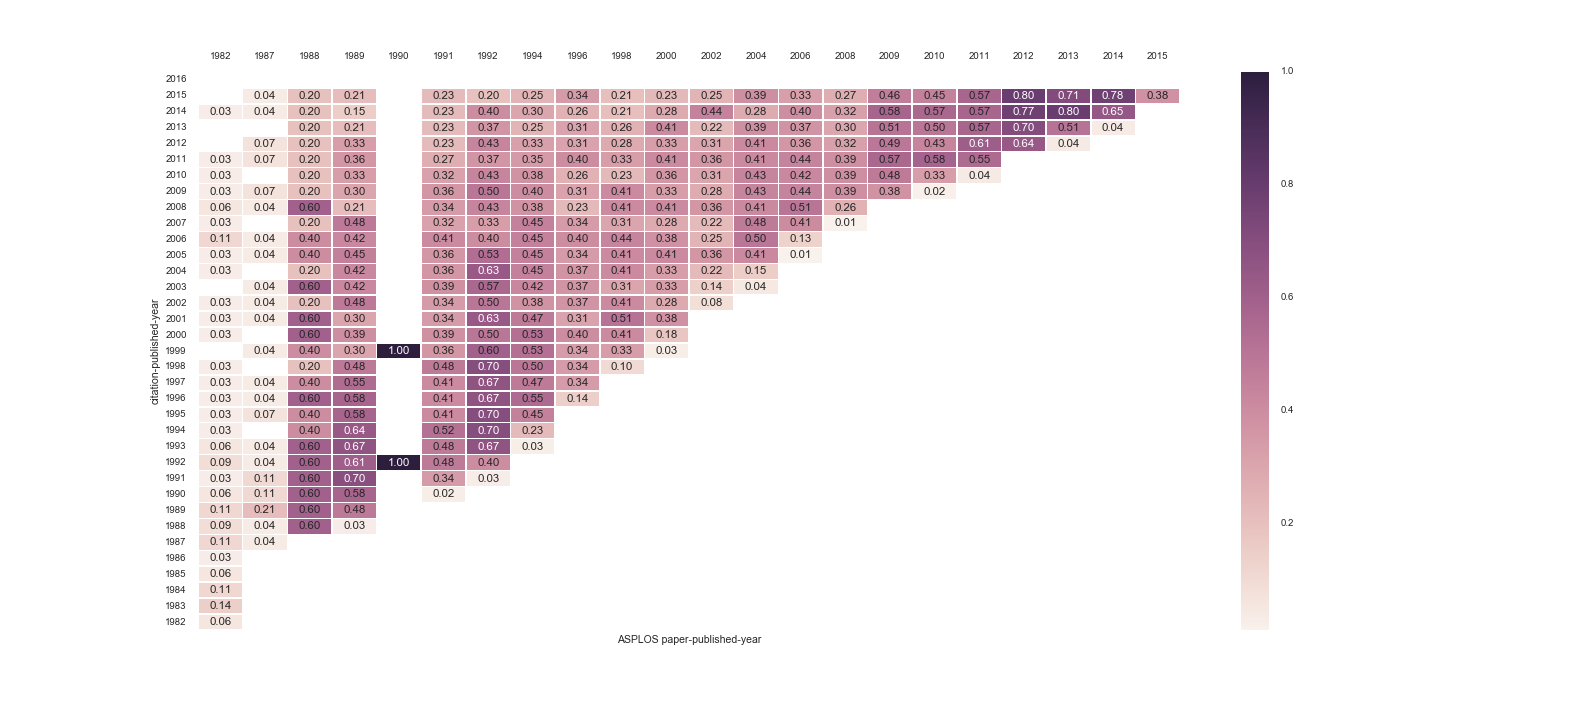 1982 1987 1988 1989 1990 1991 1992 1994 1996 1998 2000 2002 2004 2006 2008 2009 2010 2011 2012 2013 2014 2015
2016
2015 0.04 0.20 0.21 0.23 0.20 0.25 0.34 0.21 0.23 0.25 0.39 0.33 0.27 0.46 0.45 0.57 0.80 0.71 0.78 0.38
2014 0.03 0.04 0.20 0.15 0.23 0.40 0.30 0.26 0.21 0.28 0.44 0.28 0.40 0.32 0.58 0.57 0.57 0.77 0.80 0.65
2013 0.20 0.21 0.23 0.37 0.25 0.31 0.26 0.41 0.22 0.39 0.37 0.30 0.51 0.50 0.57 0.70 0.51 0.04
2012 0.07 0.20 0.33 0.23 0.43 0.33 0.31 0.28 0.33 0.31 0.41 0.36 0.32 0.49 0.43 0.61 0.64 0.04
2011 0.03 0.07 0.20 0.36 0.27 0.37 0.35 0.40 0.33 0.41 0.36 0.41 0.44 0.39 0.57 0.58 0.55
2010 0.03 0.20 0.33 0.32 0.43 0.38 0.26 0.23 0.36 0.31 0.43 0.42 0.39 0.48 0.33 0.04
2009 0.03 0.07 0.20 0.30 0.36 0.50 0.40 0.31 0.41 0.33 0.28 0.43 0.44 0.39 0.38 0.02
2008 0.06 0.04 0.60 0.21 0.34 0.43 0.38 0.23 0.41 0.41 0.36 0.41 0.51 0.26
2007 0.03 0.20 0.48 0.32 0.33 0.45 0.34 0.31 0.28 0.22 0.48 0.41 0.01
2006 0.11 0.04 0.40 0.42 0.41 0.40 0.45 0.40 0.44 0.38 0.25 0.50 0.13
2005 0.03 0.04 0.40 0.45 0.36 0.53 0.45 0.34 0.41 0.41 0.36 0.41 0.01
2004 0.03 0.20 0.42 0.36 0.63 0.45 0.37 0.41 0.33 0.22 0.15
2003 0.04 0.60 0.42 0.39 0.57 0.42 0.37 0.31 0.33 0.14 0.04
2002 0.03 0.04 0.20 0.48 0.34 0.50 0.38 0.37 0.41 0.28 0.08
2001 0.03 0.04 0.60 0.30 0.34 0.63 0.47 0.31 0.51 0.38
2000 0.03 0.60 0.39 0.39 0.50 0.53 0.40 0.41 0.18
1999 0.04 0.40 0.30 1.00 0.36 0.60 0.53 0.34 0.33 0.03
1998 0.03 0.20 0.48 0.48 0.70 0.50 0.34 0.10
1997 0.03 0.04 0.40 0.55 0.41 0.67 0.47 0.34
1996 0.03 0.04 0.60 0.58 0.41 0.67 0.55 0.14
1995 0.03 0.07 0.40 0.58 0.41 0.70 0.45
1994 0.03 0.40 0.64 0.52 0.70 0.23
1993 0.06 0.04 0.60 0.67 0.48 0.67 0.03
1992 0.09 0.04 0.60 0.61 1.00 0.48 0.40
1991 0.03 0.11 0.60 0.70 0.34 0.03
1990 0.06 0.11 0.60 0.58 0.02
1989 0.11 0.21 0.60 0.48
1988 0.09 0.04 0.60 0.03
1987 0.11 0.04
1986 0.03
1985 0.06
1984 0.11
1983 0.14
1982 0.06
citation-published-year
ASPLOS paper-published-year
1.0
0.8
0.6
0.4
0.2